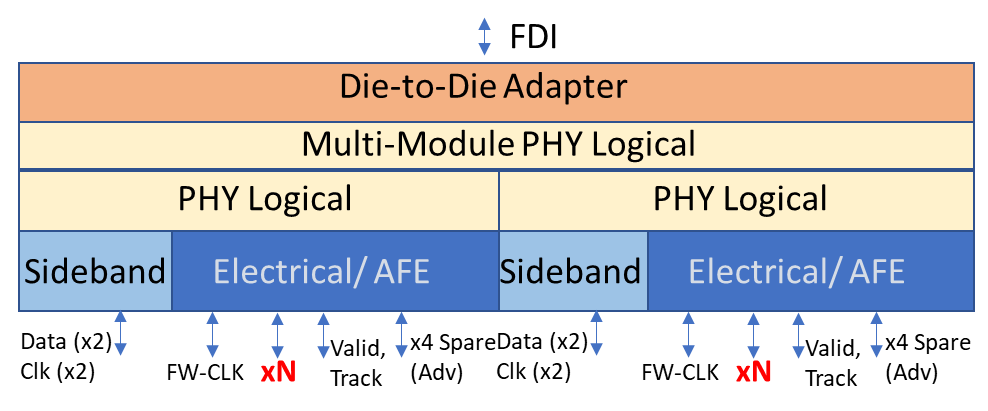 FDI
Die-to-Die Adapter
Multi-Module PHY Logical
PHY Logical
PHY Logical
Sideband
Electrical/ AFE
Sideband
Electrical/ AFE
Data (x2)
Clk (x2)
FW-CLK
xN
Valid,
Track
x4 Spare
(Adv)
Data (x2)
Clk (x2)
FW-CLK
xN
Valid,
Track
x4 Spare
(Adv)